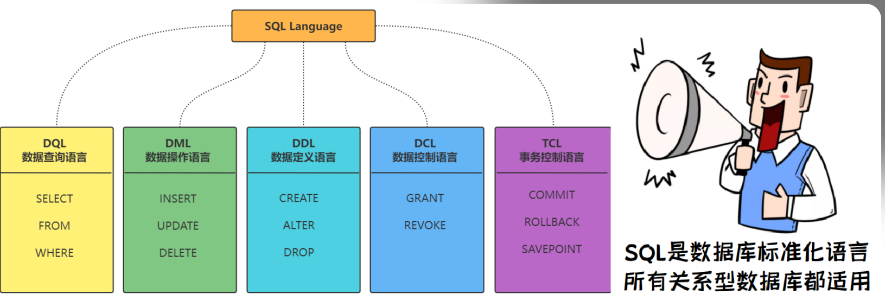 SQL Language
DQL
数据查询语言
SELECT
FROM
WHERE
DML
数据操作语言
INSERT
UPDATE
DELETE
DDL
数据定义语言
CREATE
ALTER
DROP
DCL
数据控制语言
GRANT
REVOKE
TCL
事务控制语言
COMMIT
ROLLBACK
SAVEPOINT
SQL是数据库标准化语言
所有关系型数据库都适用